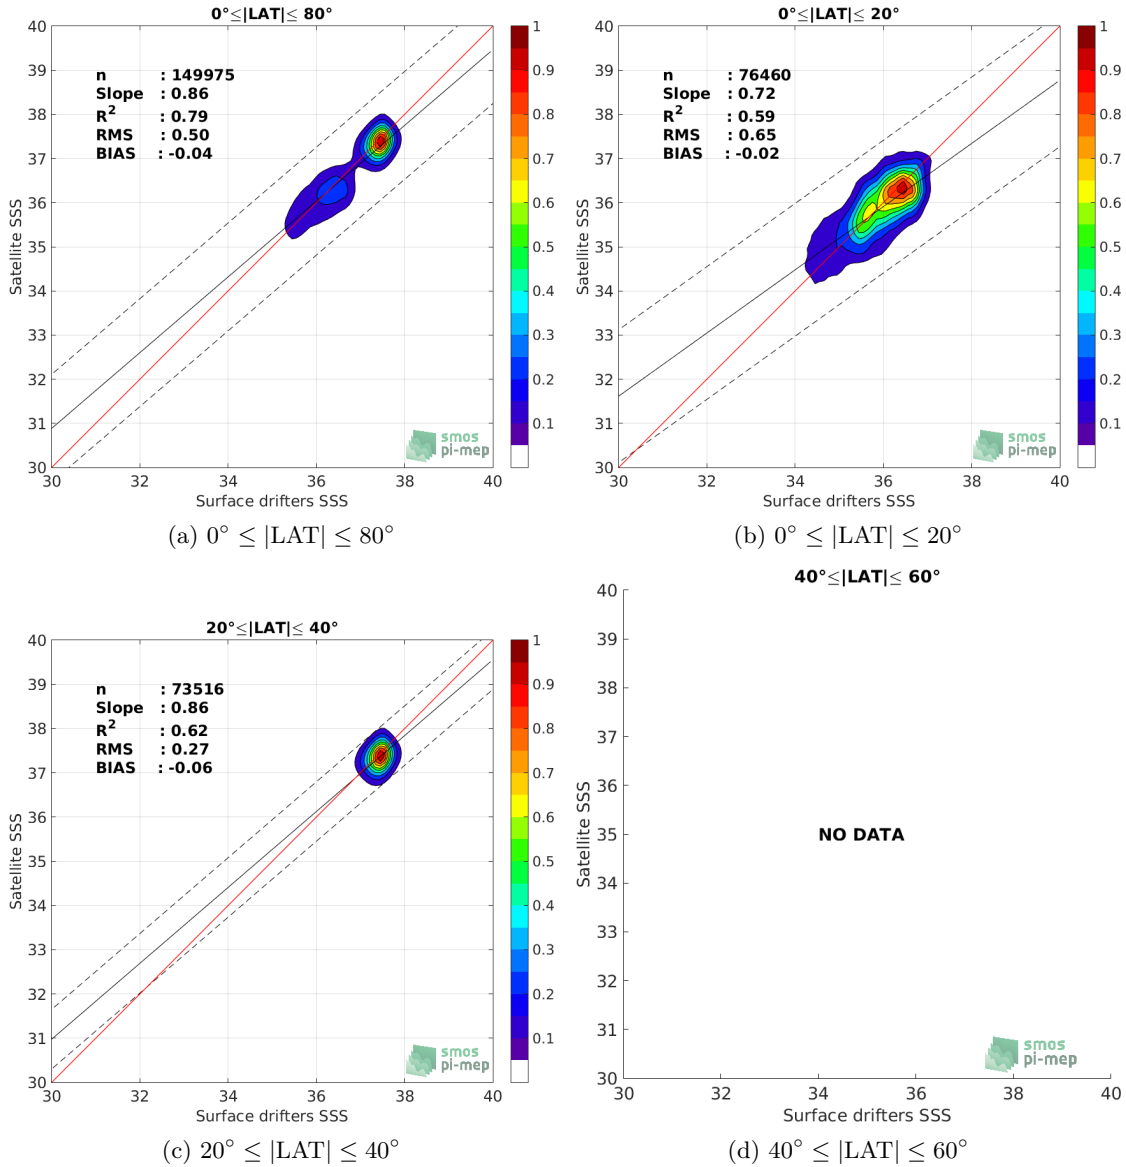 0°≤|LAT|≤ 80°
40
39
38
37
36
35
34
33
32
31
30
30 32 34 36 38 40
Satellite SSS
Surface drifters SSS
n : 149975
Slope : 0.86
R² : 0.79
RMS : 0.50
BIAS : -0.04
1
0.9
0.8
0.7
0.6
0.5
0.4
0.3
0.2
0.1
smos
pi-mep
(a) 0° ≤ |LAT| ≤ 80°
0°≤|LAT|≤ 20°
40
39
38
37
36
35
34
33
32
31
30
30 32 34 36 38 40
Satellite SSS
Surface drifters SSS
n : 76460
Slope : 0.72
R² : 0.59
RMS : 0.65
BIAS : -0.02
1
0.9
0.8
0.7
0.6
0.5
0.4
0.3
0.2
0.1
smos
pi-mep
(b) 0° ≤ |LAT| ≤ 20°
20°≤|LAT|≤ 40°
40
39
38
37
36
35
34
33
32
31
30
30 32 34 36 38 40
Satellite SSS
Surface drifters SSS
n : 73516
Slope : 0.86
R² : 0.62
RMS : 0.27
BIAS : -0.06
1
0.9
0.8
0.7
0.6
0.5
0.4
0.3
0.2
0.1
smos
pi-mep
(c) 20° ≤ |LAT| ≤ 40°
40°≤|LAT|≤ 60°
40
39
38
37
36
35
34
33
32
31
30
30 32 34 36 38 40
Satellite SSS
Surface drifters SSS
NO DATA
smos
pi-mep
(d) 40° ≤ |LAT| ≤ 60°